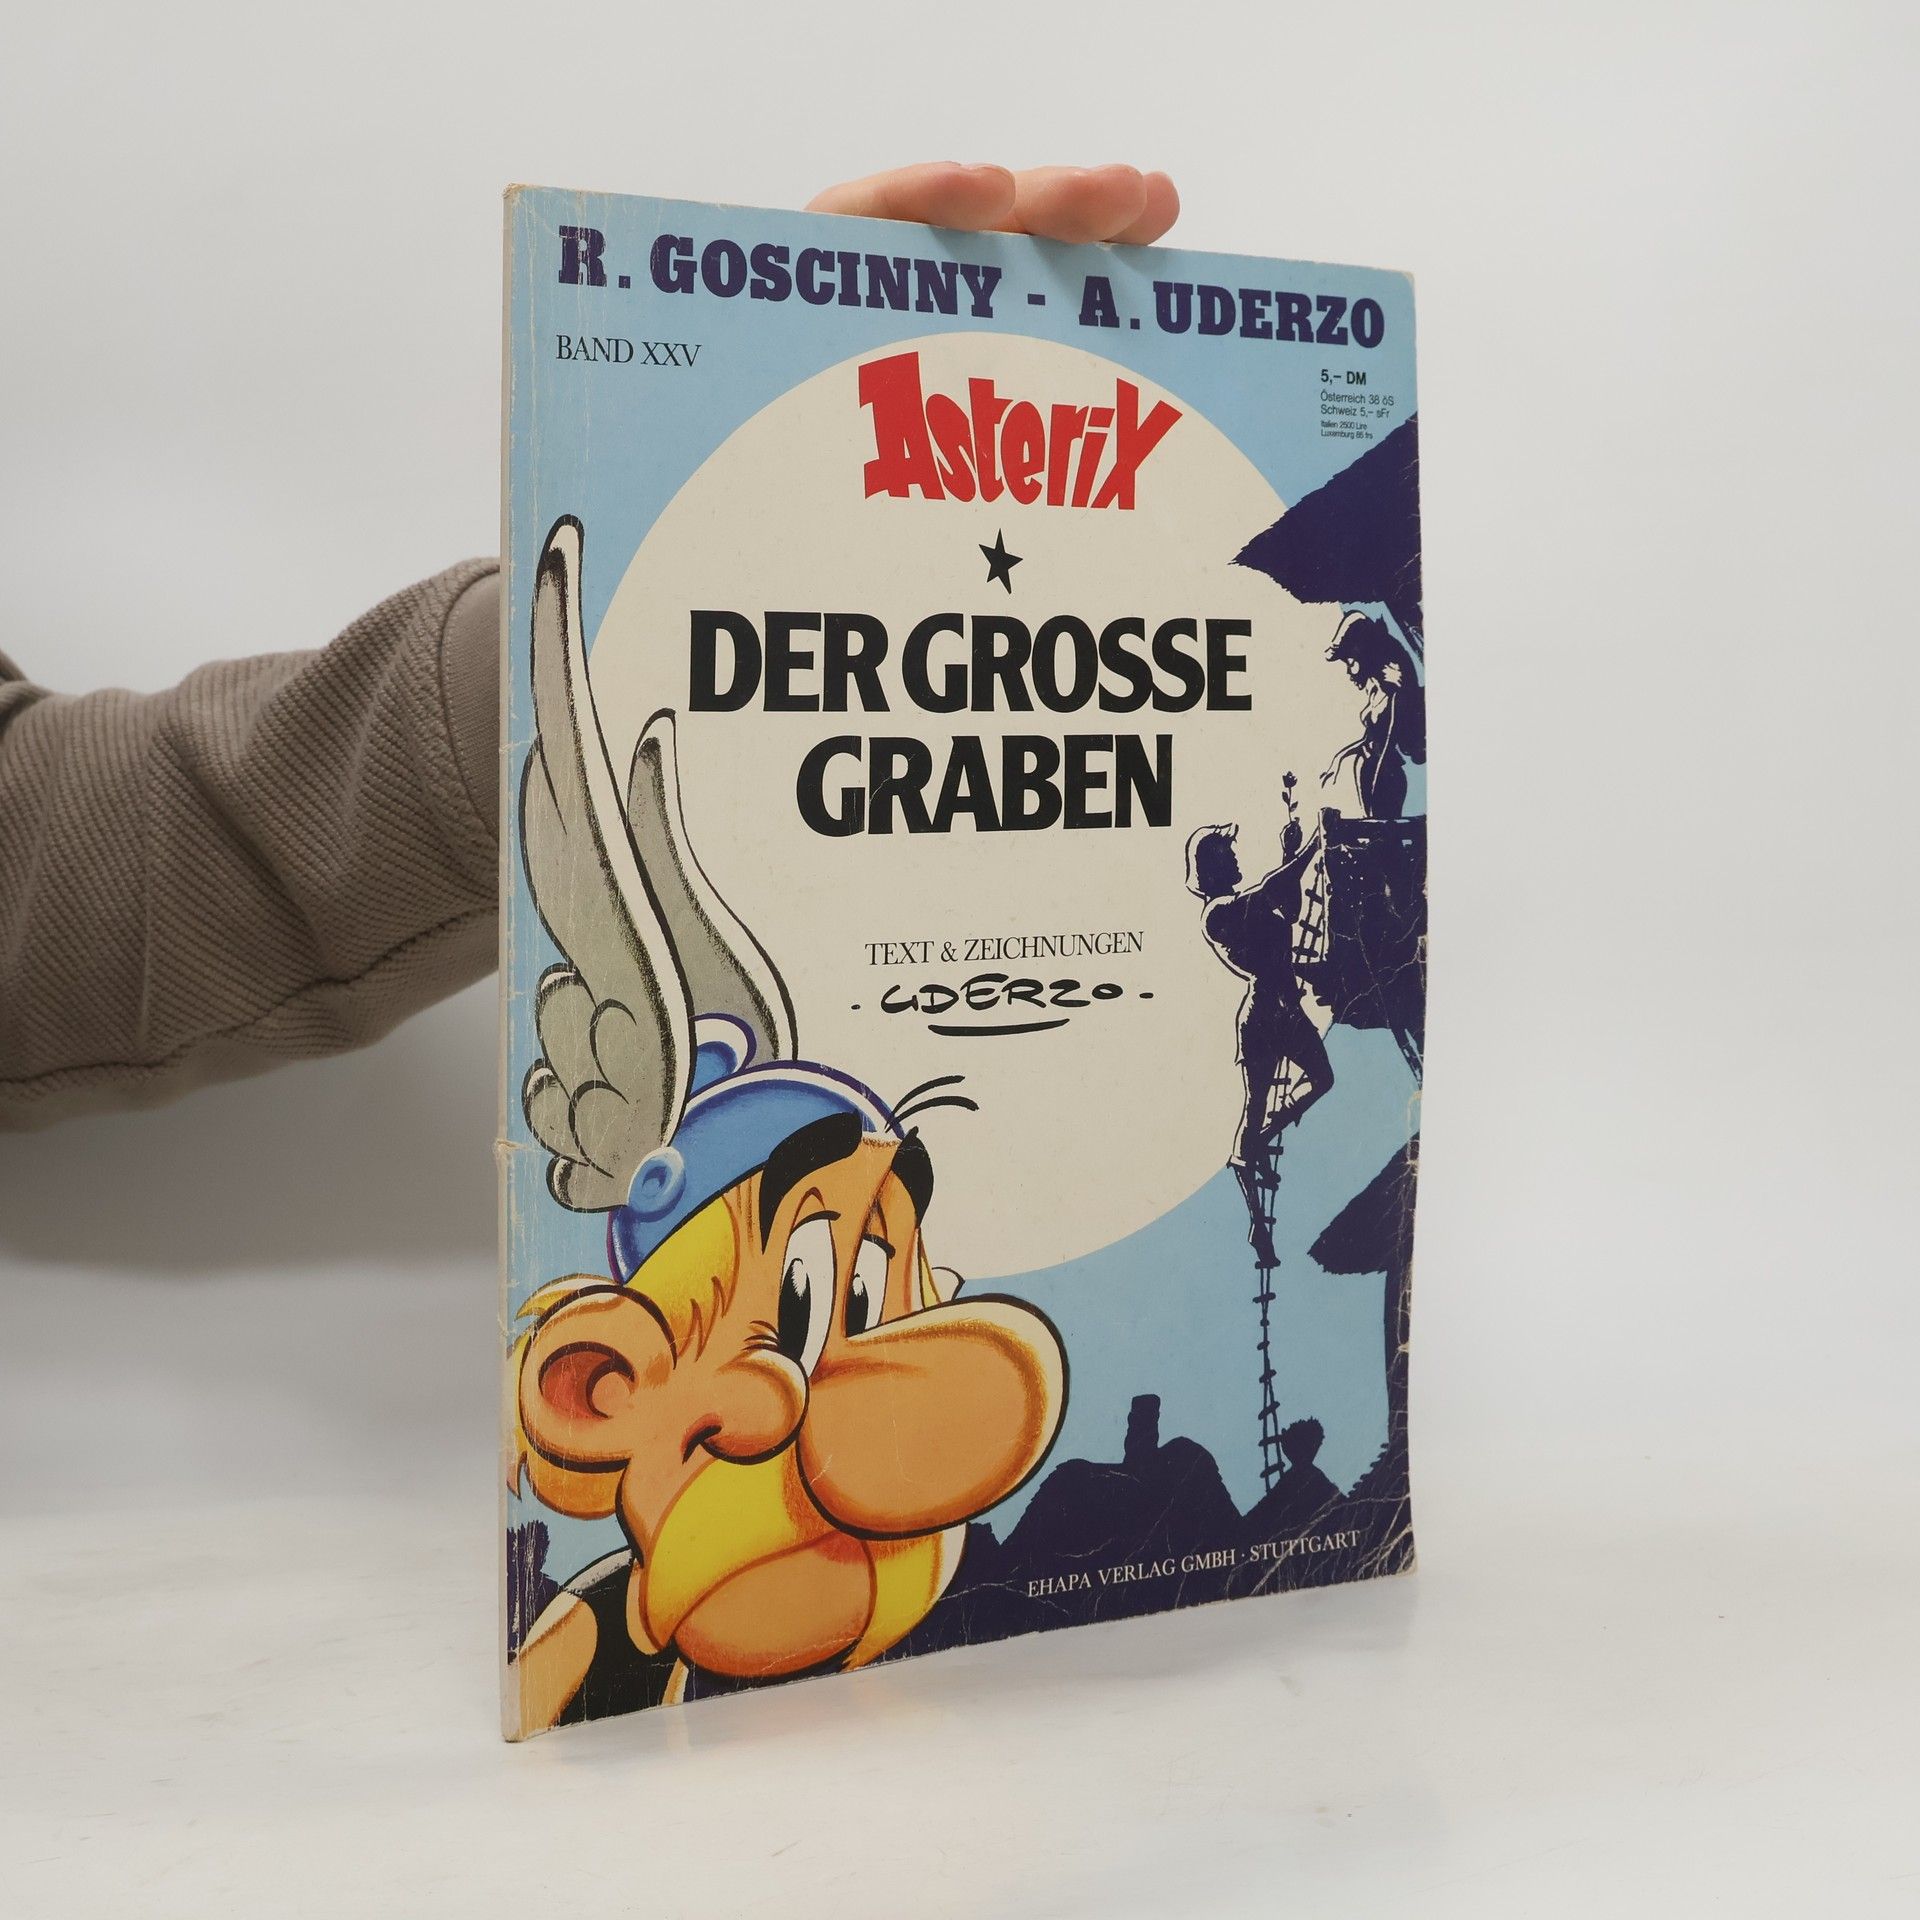 R. GOSCINNY - A. UDERZO
BAND XXV
5,– DM
Österreich 38 öS
Schweiz 5,– sFr
Italien 2500 Lire
Luxemburg 85 frs
Asterix
DER GROSSE
GRABEN
TEXT & ZEICHNUNGEN
· UDERZO ·
EHAPA VERLAG GMBH · STUTTGART